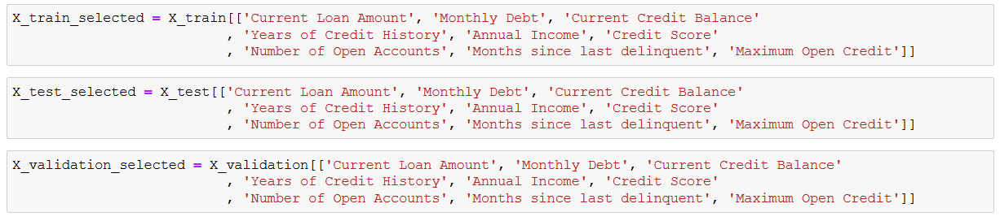 X_train_selected = X_train[['Current Loan Amount', 'Monthly Debt', 'Current Credit Balance'
, 'Years of Credit History', 'Annual Income', 'Credit Score'
, 'Number of Open Accounts', 'Months since last delinquent', 'Maximum Open Credit']]
X_test_selected = X_test[['Current Loan Amount', 'Monthly Debt', 'Current Credit Balance'
, 'Years of Credit History', 'Annual Income', 'Credit Score'
, 'Number of Open Accounts', 'Months since last delinquent', 'Maximum Open Credit']]
X_validation_selected = X_validation[['Current Loan Amount', 'Monthly Debt', 'Current Credit Balance'
, 'Years of Credit History', 'Annual Income', 'Credit Score'
, 'Number of Open Accounts', 'Months since last delinquent', 'Maximum Open Credit']]